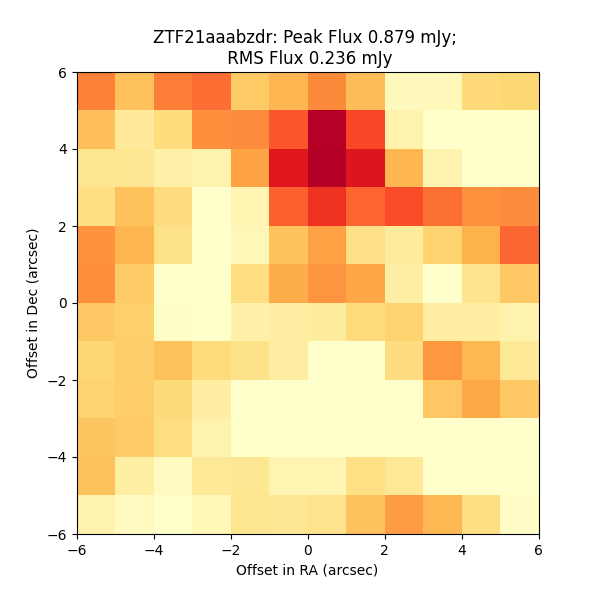 ZTF21aaabzdr: Peak Flux 0.879 mJy;
RMS Flux 0.236 mJy
6
4
2
0
−2
−4
−6
Offset in Dec (arcsec)
−6 −4 −2 0 2 4 6
Offset in RA (arcsec)